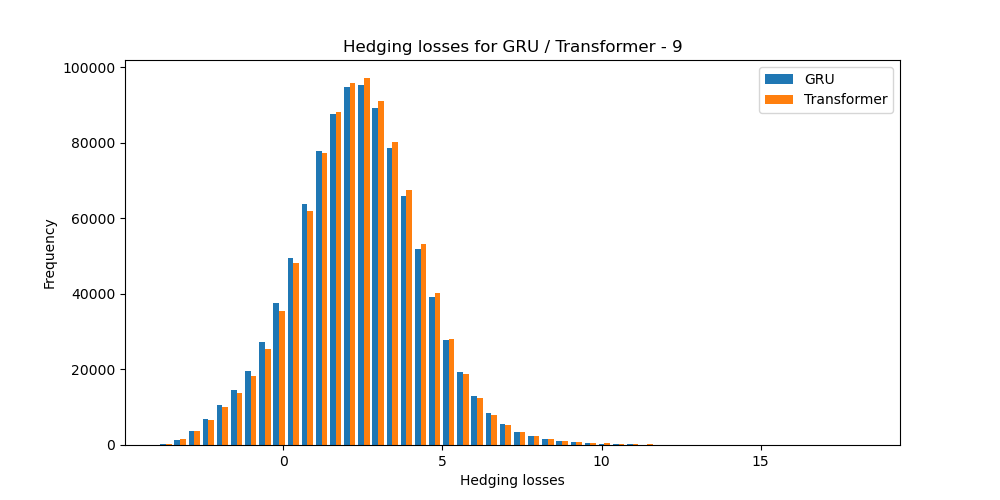 Hedging losses for GRU / Transformer - 9
GRU
Transformer
Frequency
100000
80000
60000
40000
20000
0
0 5 10 15
Hedging losses